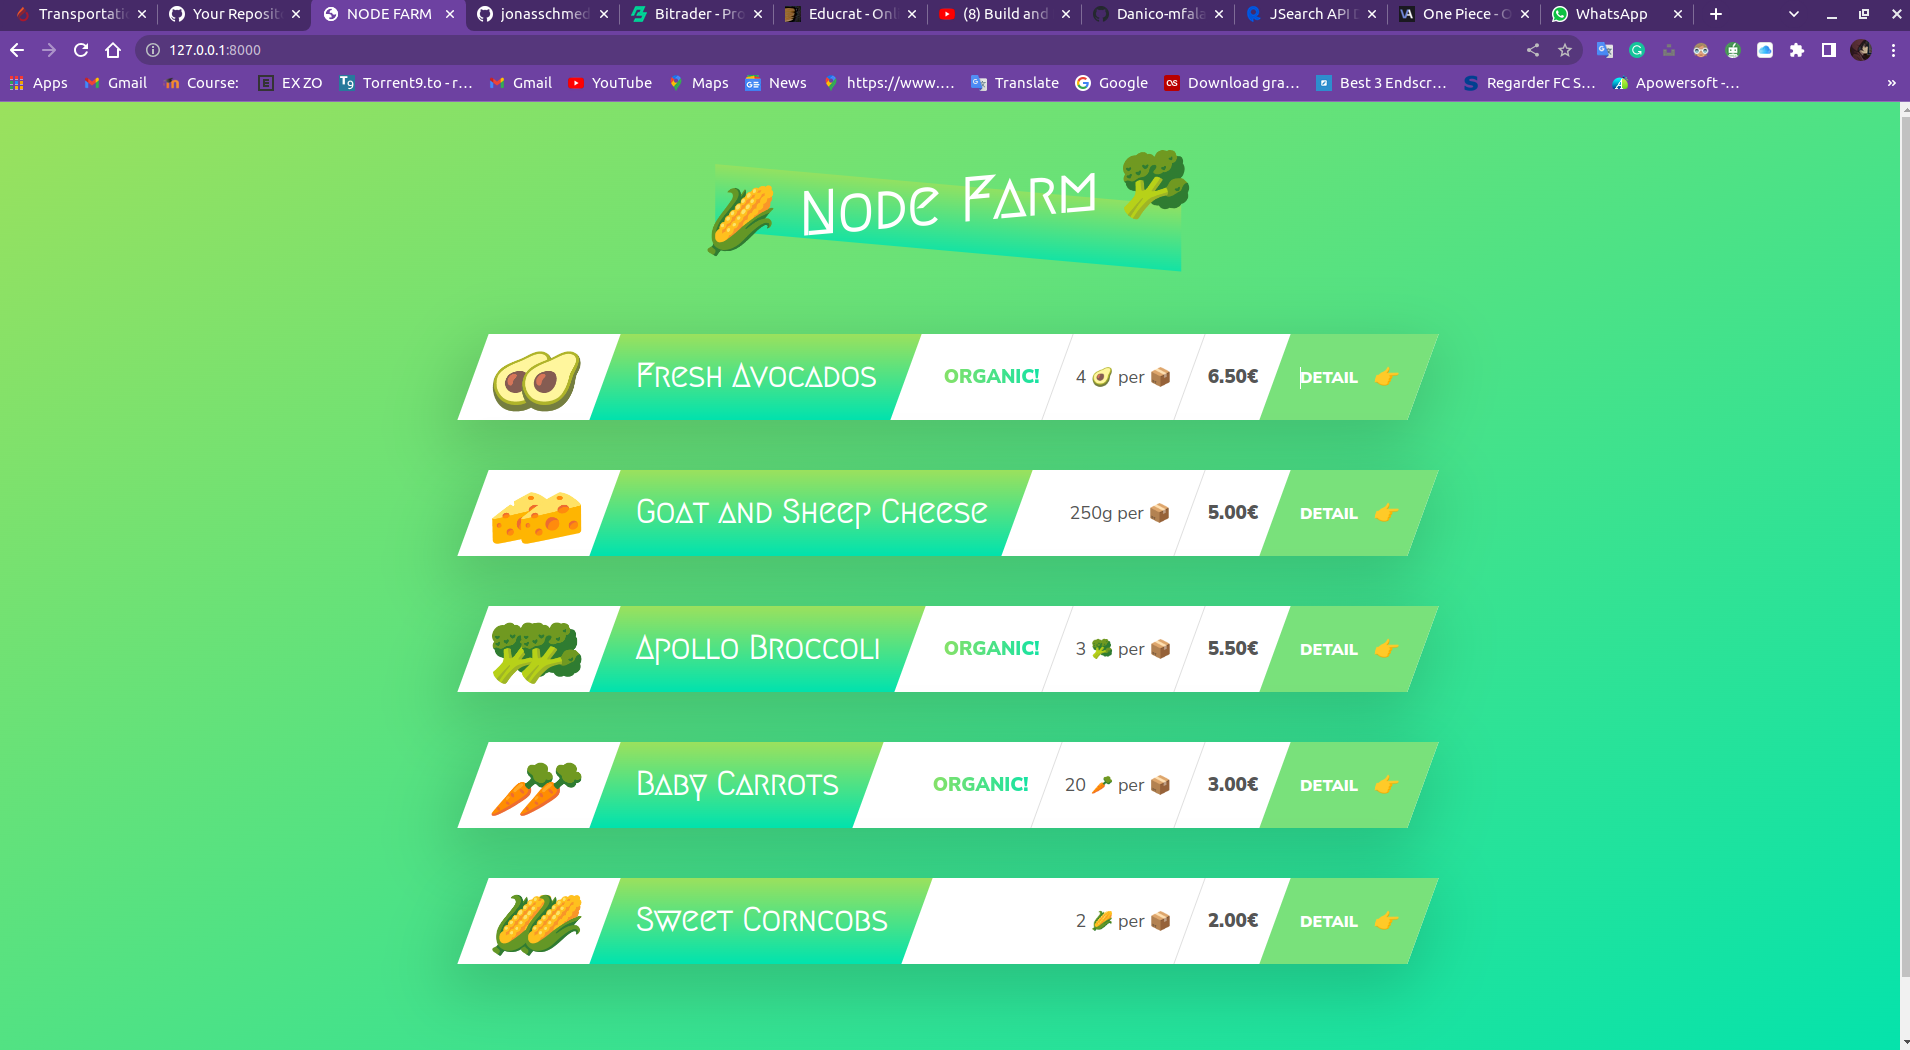 Transportati
Your Reposit
NODE FARM
jonasschmed
Bitrader - Pro
Educrat - Onl
(8) Build and
Danico-mfala
JSearch API D
One Piece - O
WhatsApp
127.0.0.1:8000
Apps
Gmail
Course:
EX ZO
Torrent9.to - r...
Gmail
YouTube
Maps
News
https://www....
Translate
Google
Download gra...
Best 3 Endscr...
Regarder FC S...
Apowersoft -...
»
Node Farm
Fresh Avocados
ORGANIC!
4 🥑 per 📦
6.50€
DETAIL 👉
Goat and Sheep Cheese
250g per 📦
5.00€
DETAIL 👉
Apollo Broccoli
ORGANIC!
3 🥦 per 📦
5.50€
DETAIL 👉
Baby Carrots
ORGANIC!
20 🥕 per 📦
3.00€
DETAIL 👉
Sweet Corncobs
2 🌽 per 📦
2.00€
DETAIL 👉